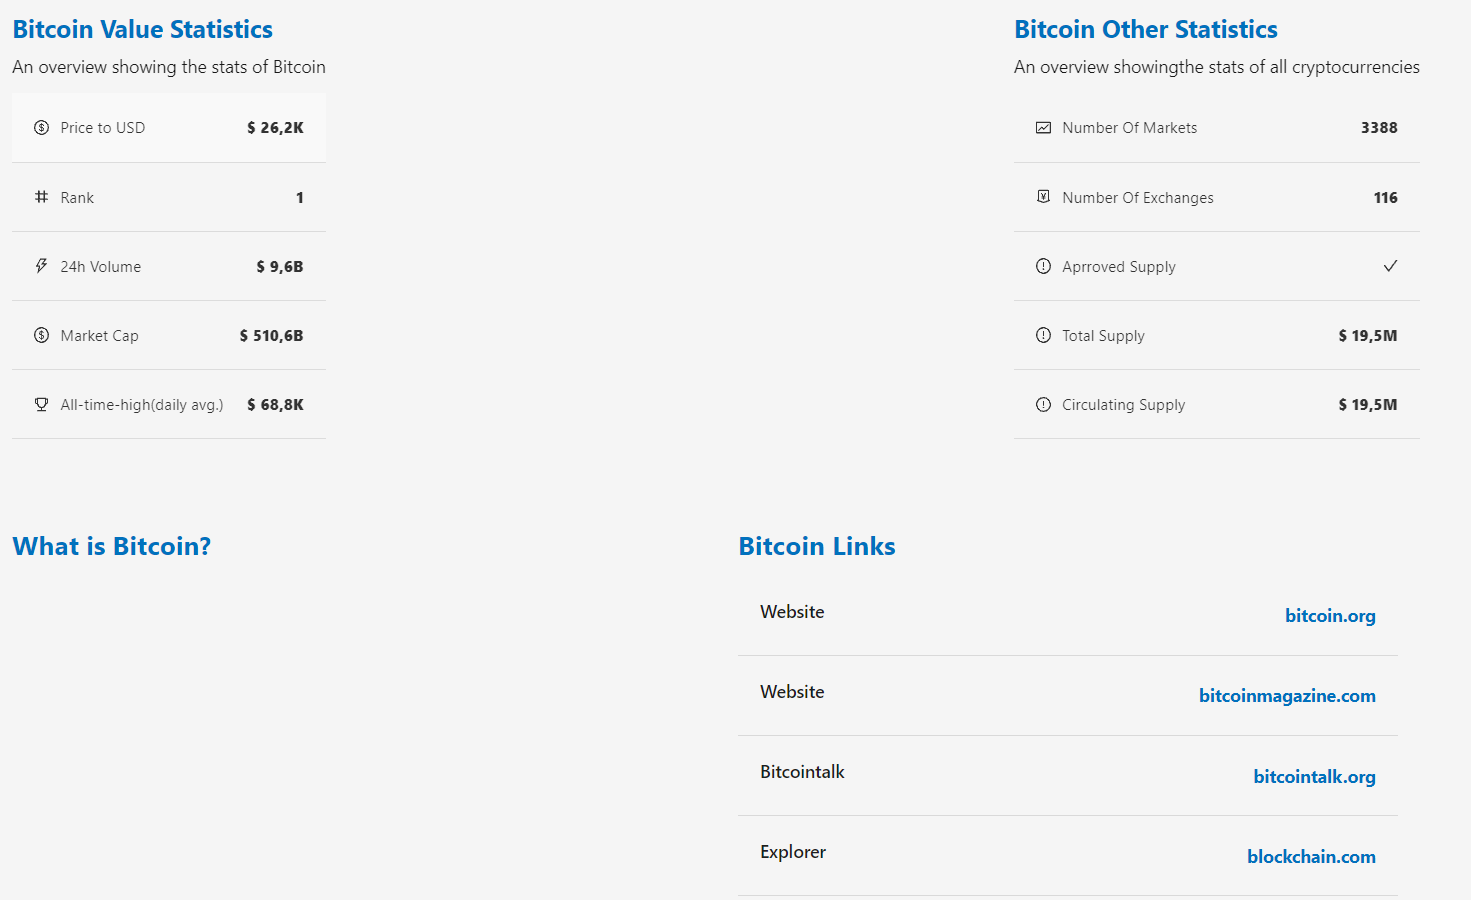 Bitcoin Value Statistics
An overview showing the stats of Bitcoin
Price to USD $ 26,2K
Rank 1
24h Volume $ 9,6B
Market Cap $ 510,6B
All-time-high(daily avg.) $ 68,8K
Bitcoin Other Statistics
An overview showingthe stats of all cryptocurrencies
Number Of Markets 3388
Number Of Exchanges 116
Aprroved Supply
Total Supply $ 19,5M
Circulating Supply $ 19,5M
What is Bitcoin?
Bitcoin Links
Website bitcoin.org
Website bitcoinmagazine.com
Bitcointalk bitcointalk.org
Explorer blockchain.com